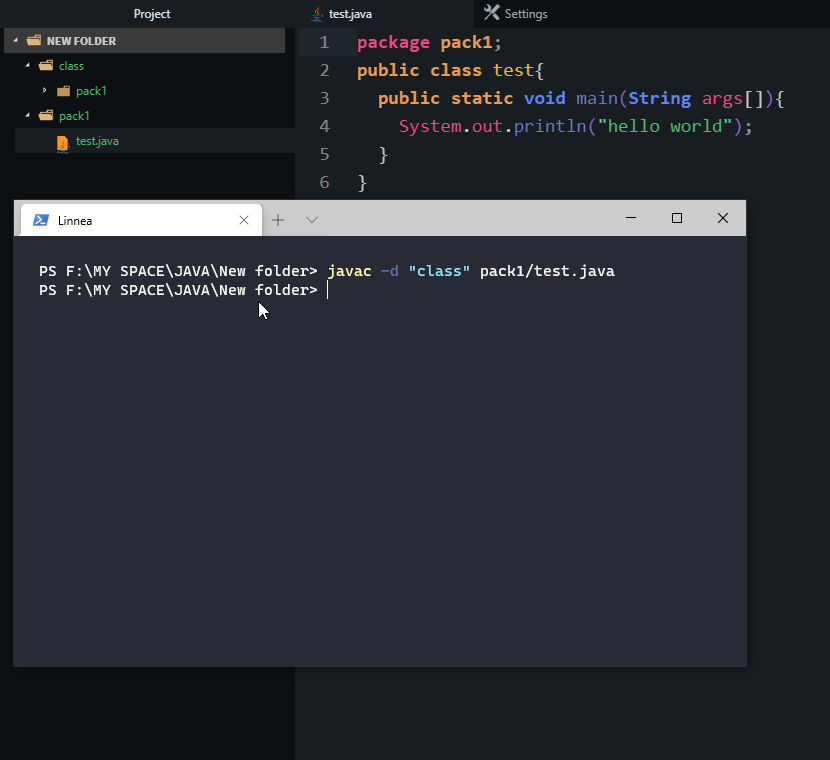 Project
NEW FOLDER
class
pack1
pack1
test.java
test.java
Settings
1 package pack1;
2 public class test{
3 public static void main(String args[]){
4 System.out.println("hello world");
5 }
6 }
Linnea
PS F:\MY SPACE\JAVA\New folder> javac -d "class" pack1/test.java
PS F:\MY SPACE\JAVA\New folder>